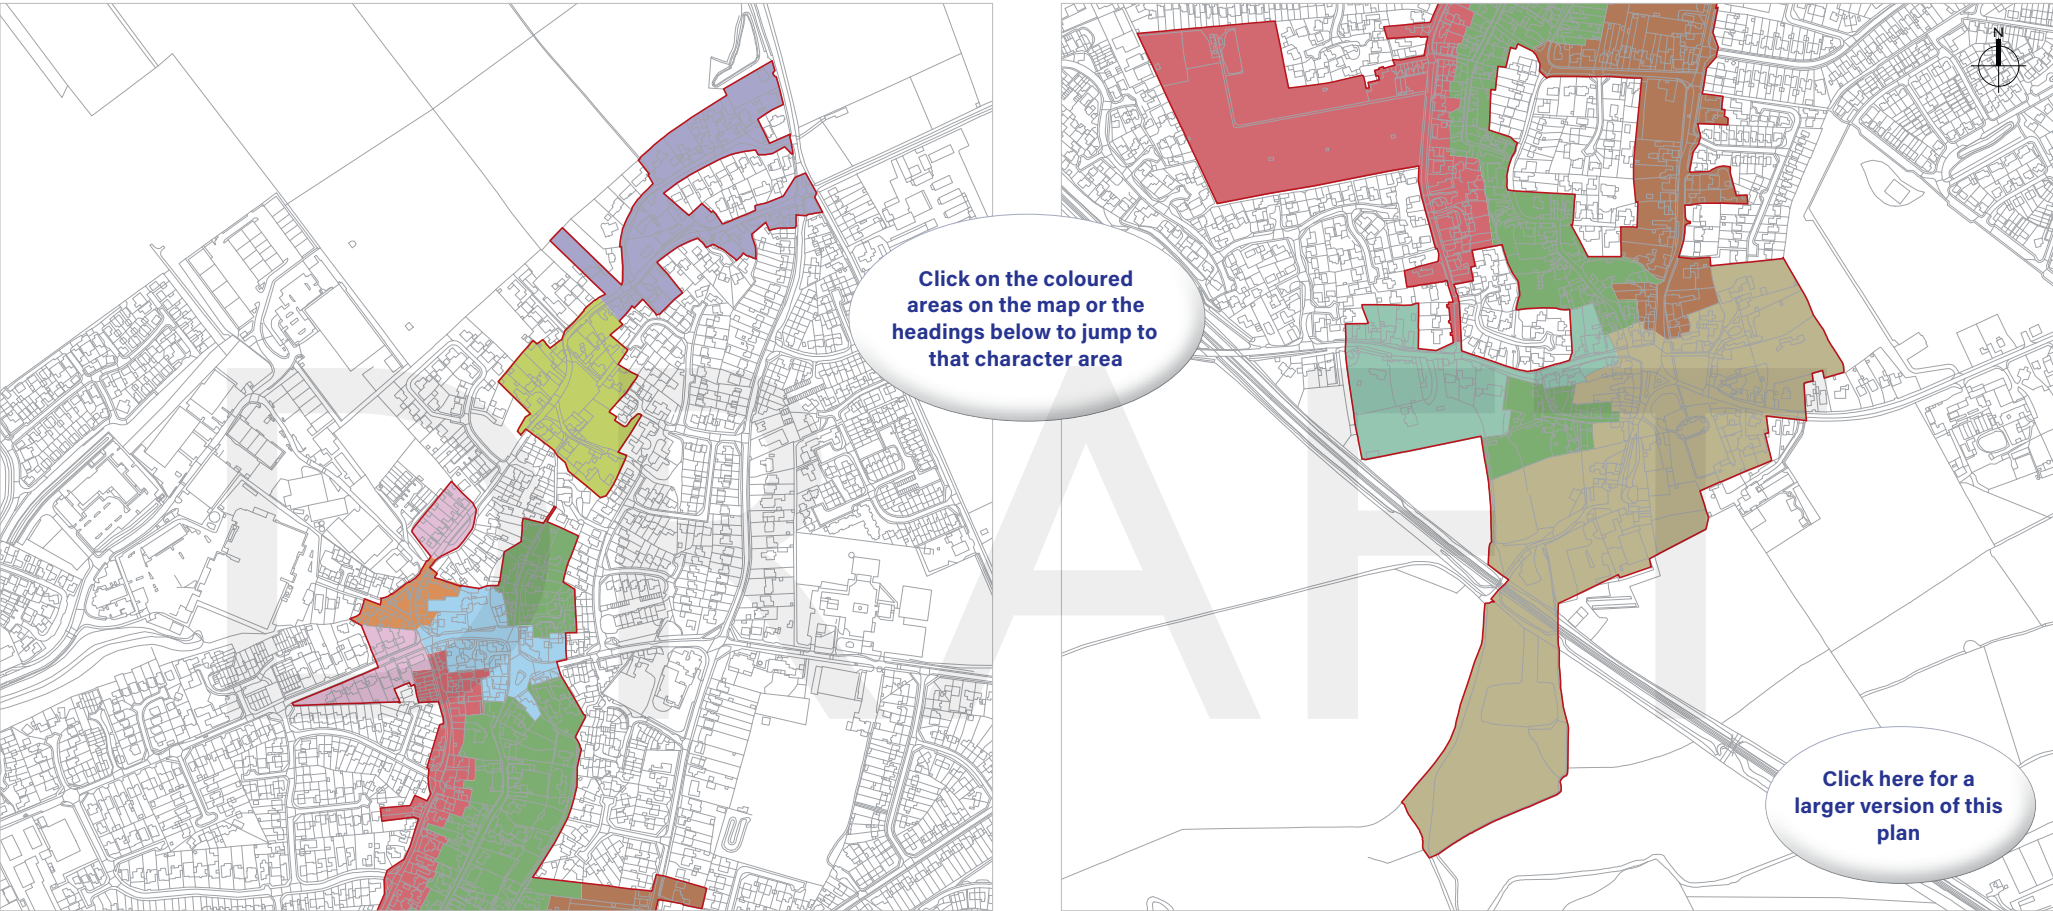 Click on the coloured
areas on the map or the
headings below to jump to
that character area
N
Click here for a
larger version of this
plan
DRAFT